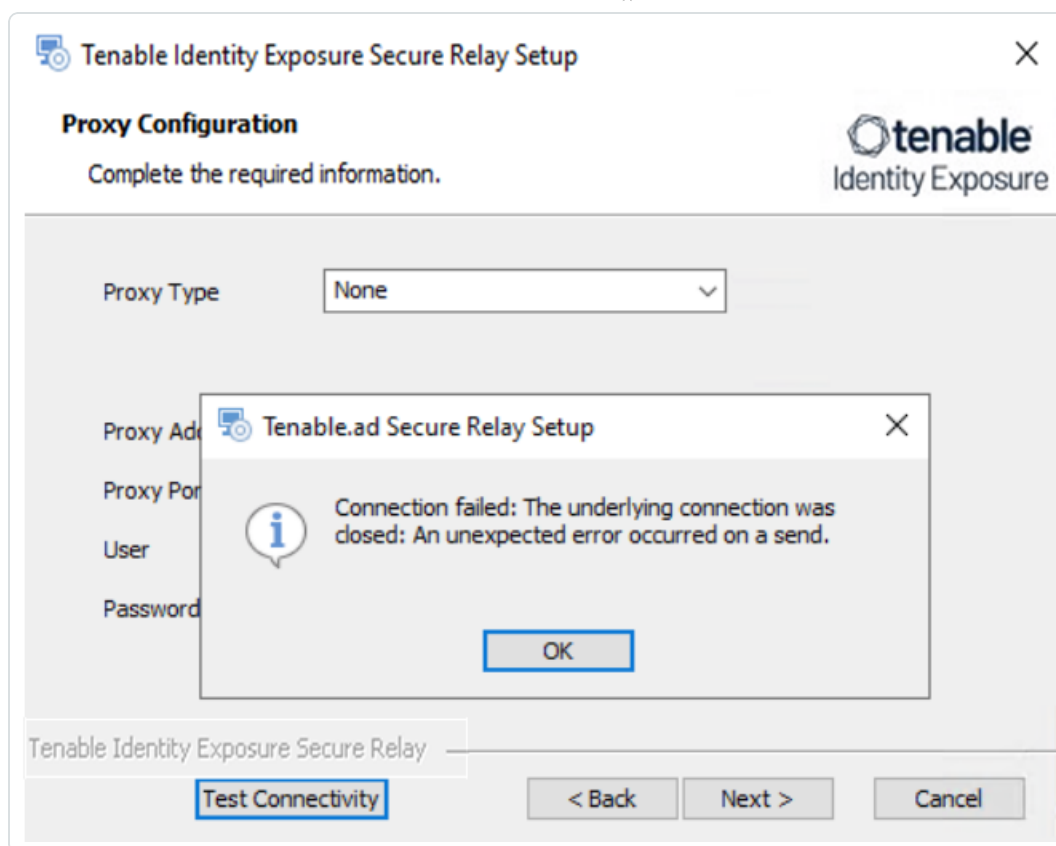 Tenable Identity Exposure Secure Relay Setup
Proxy Configuration
Complete the required information.
tenable
Identity Exposure
Proxy Type
None
Proxy Add
Tenable.ad Secure Relay Setup
Proxy Por
Connection failed: The underlying connection was
closed: An unexpected error occurred on a send.
User
Password
OK
Tenable Identity Exposure Secure Relay
Test Connectivity
< Back
Next >
Cancel